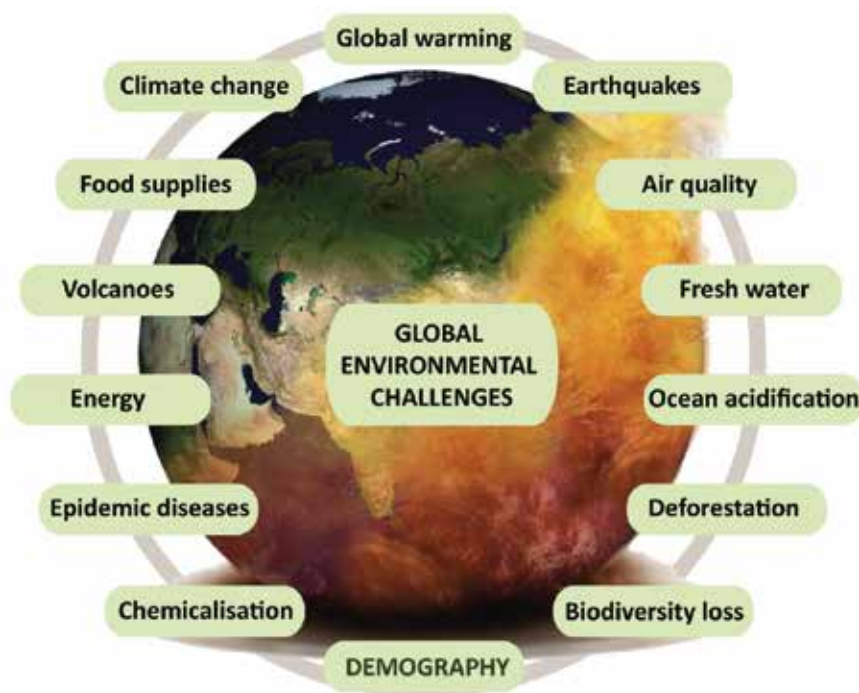 Global warming
Climate change
Earthquakes
Food supplies
Air quality
Volcanoes
Fresh water
GLOBAL
ENVIRONMENTAL
CHALLENGES
Energy
Ocean acidification
Epidemic diseases
Deforestation
Chemicalisation
Biodiversity loss
DEMOGRAPHY